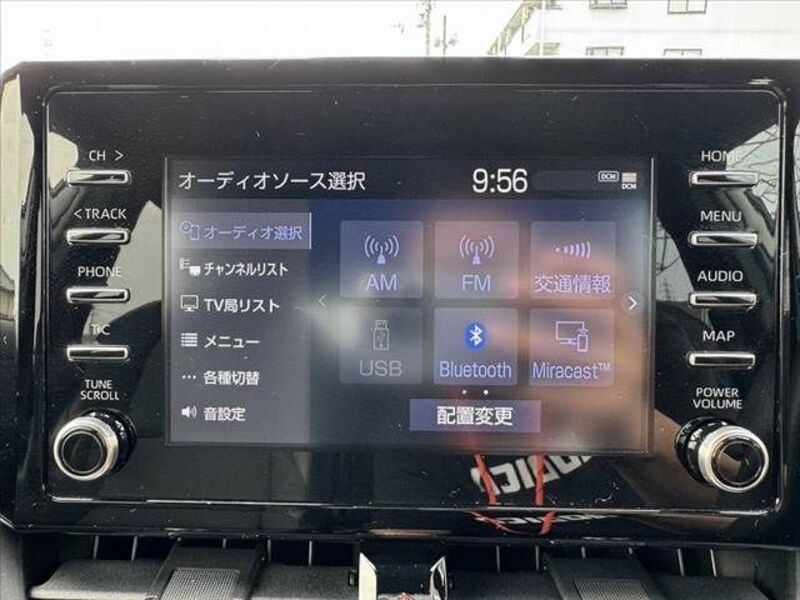 CH >
< TRACK
PHONE
T.C
TUNE
SCROLL
オーディオソース選択
9:56
DCM
DCM
オーディオ選択
チャンネルリスト
TV局リスト
メニュー
各種切替
音設定
AM
FM
交通情報
USB
Bluetooth
Miracast™
配置変更
HOME
MENU
AUDIO
MAP
POWER
VOLUME